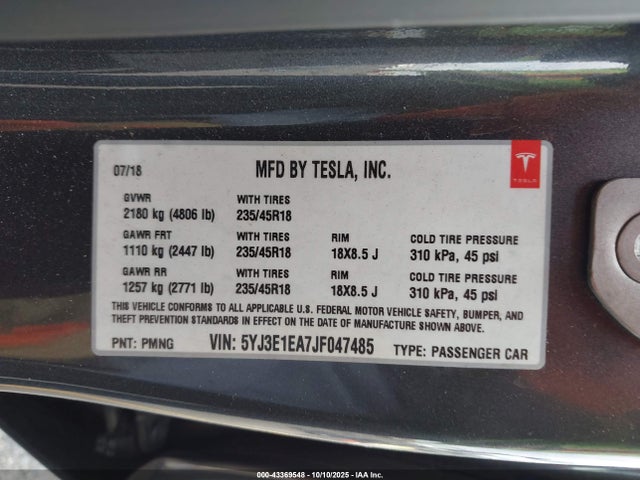 07/18 MFD BY TESLA, INC.
TESLA
GVWR WITH TIRES
2180 kg (4806 lb) 235/45R18
GAWR FRT WITH TIRES RIM COLD TIRE PRESSURE
1110 kg (2447 lb) 235/45R18 18X8.5 J 310 kPa, 45 psi
GAWR RR WITH TIRES RIM COLD TIRE PRESSURE
1257 kg (2771 lb) 235/45R18 18X8.5 J 310 kPa, 45 psi
THIS VEHICLE CONFORMS TO ALL APPLICABLE U.S. FEDERAL MOTOR VEHICLE SAFETY, BUMPER, AND
THEFT PREVENTION STANDARDS IN EFFECT ON THE DATE OF MANUFACTURE SHOWN ABOVE.
PNT: PMNG VIN: 5YJ3E1EA7JF047485 TYPE: PASSENGER CAR
000-43369548 - 10/10/2025 - IAA Inc.